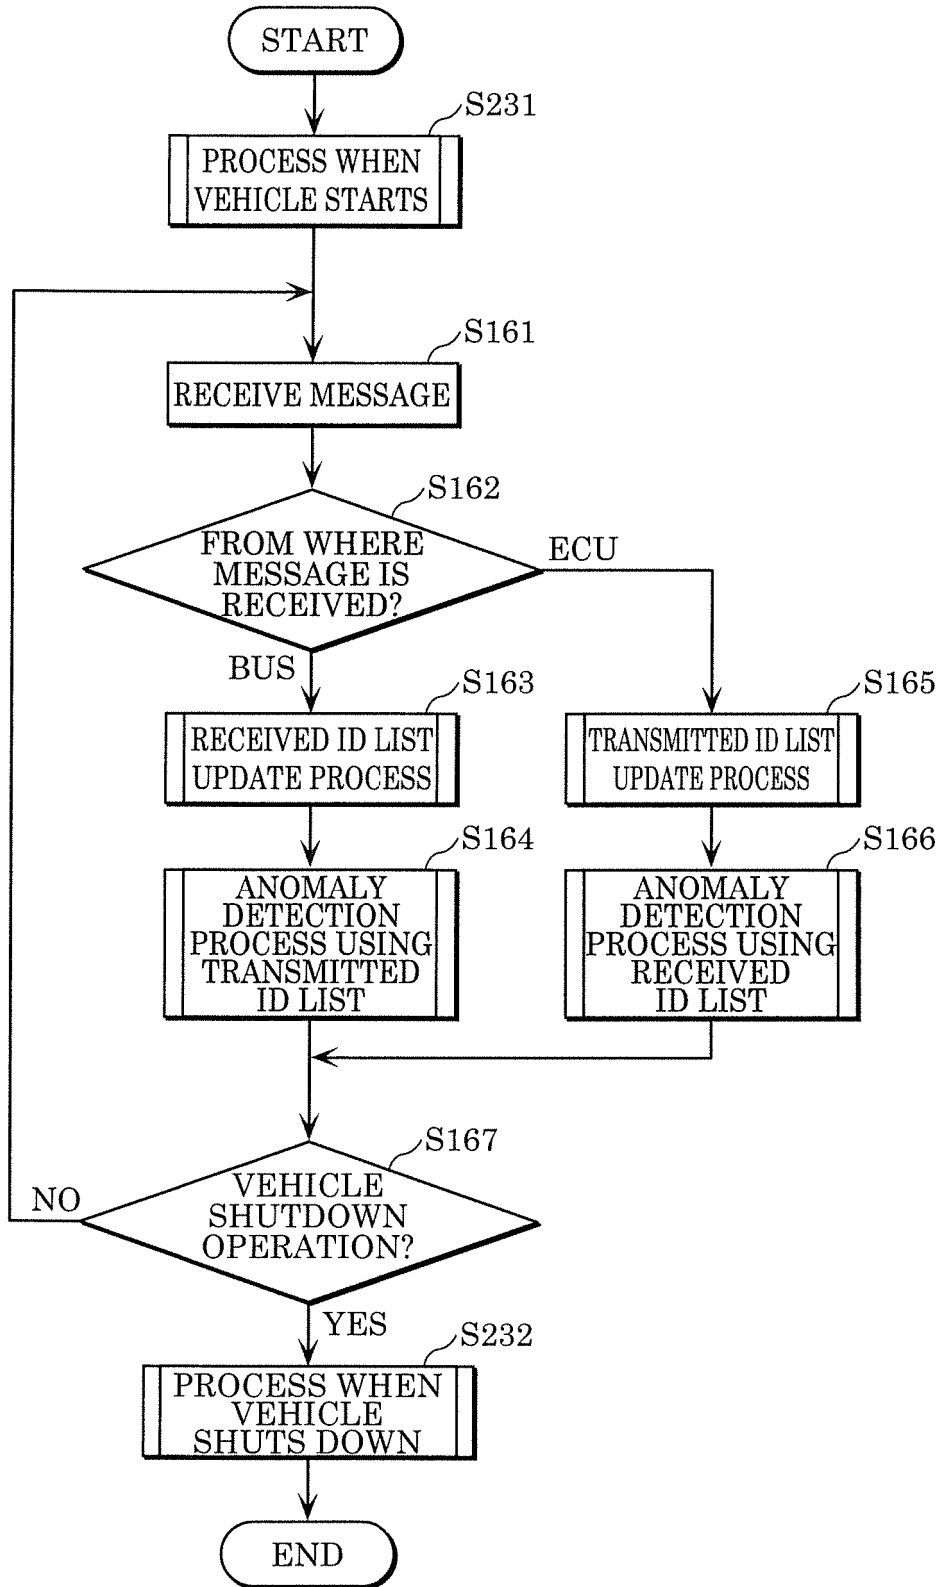 START
S231
PROCESS WHEN
VEHICLE STARTS
S161
RECEIVE MESSAGE
S162
FROM WHERE
MESSAGE IS
RECEIVED?
ECU
BUS
S163
RECEIVED ID LIST
UPDATE PROCESS
S165
TRANSMITTED ID LIST
UPDATE PROCESS
S164
ANOMALY
DETECTION
PROCESS USING
TRANSMITTED
ID LIST
S166
ANOMALY
DETECTION
PROCESS USING
RECEIVED
ID LIST
S167
VEHICLE
SHUTDOWN
OPERATION?
NO
YES
S232
PROCESS WHEN
VEHICLE
SHUTS DOWN
END